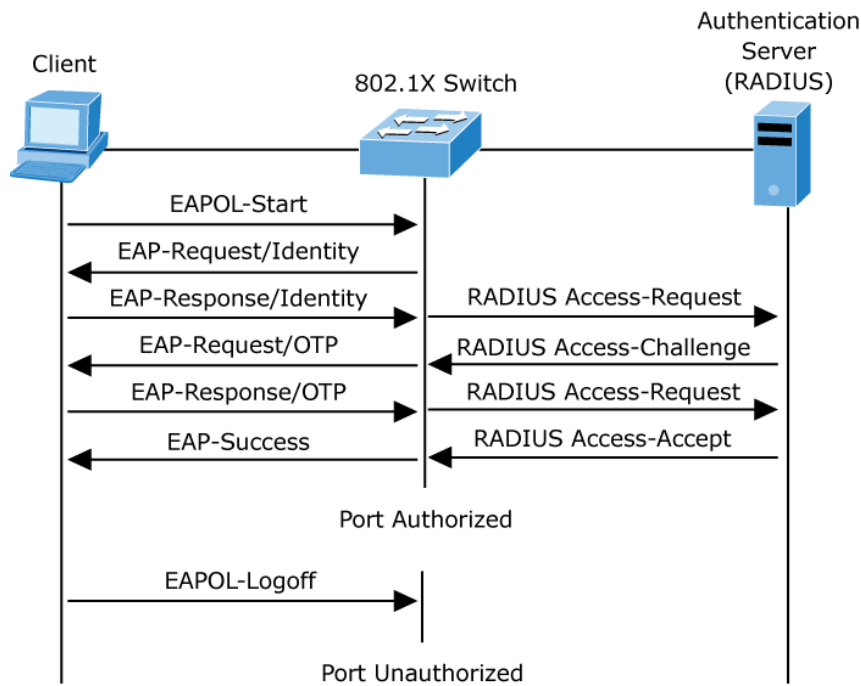 Authentication
Server
(RADIUS)
Client
802.1X Switch
EAPOL-Start
EAP-Request/Identity
EAP-Response/Identity
RADIUS Access-Request
EAP-Request/OTP
RADIUS Access-Challenge
EAP-Response/OTP
RADIUS Access-Request
EAP-Success
RADIUS Access-Accept
Port Authorized
EAPOL-Logoff
Port Unauthorized